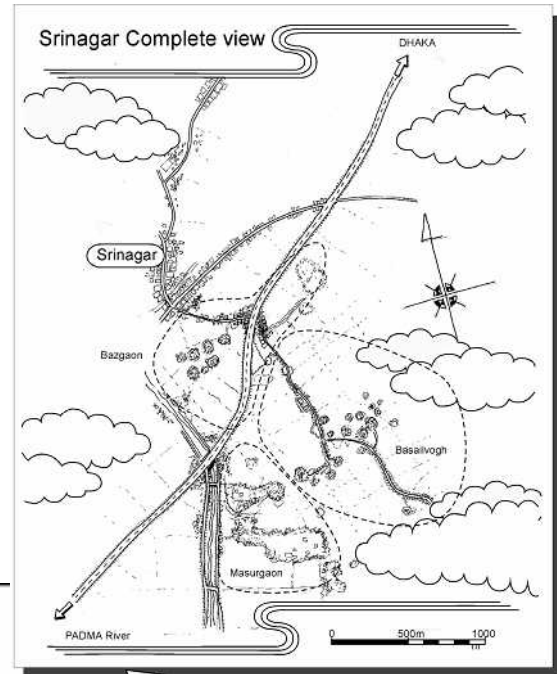 Srinagar Complete view
DHAKA
Srinagar
Bazgaon
Basailvogh
Masurgaon
PADMA River
0 500m 1000
m